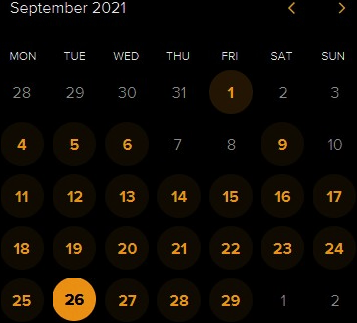 September 2021
MON TUE WED THU FRI SAT SUN
28 29 30 31 1 2 3
4 5 6 7 8 9 10
11 12 13 14 15 16 17
18 19 20 21 22 23 24
25 26 27 28 29 1 2